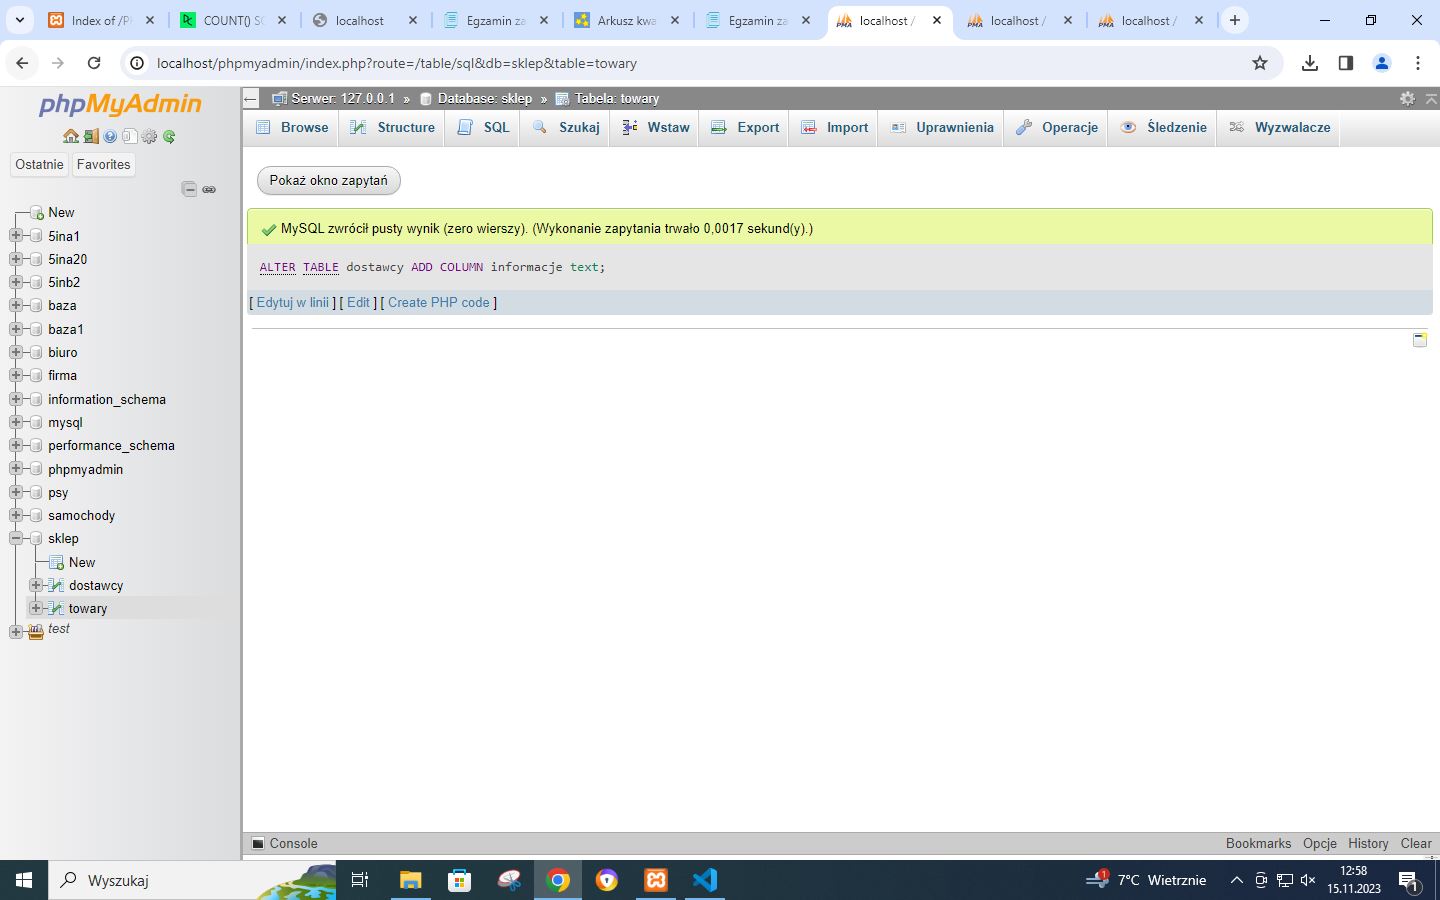 Index of /PH
COUNT() SQ
localhost
Egzamin za
Arkusz kwa
Egzamin za
localhost /
localhost /
localhost /
localhost/phpmyadmin/index.php?route=/table/sql&db=sklep&table=towary
phpMyAdmin
Ostatnie
Favorites
New
5ina1
5ina20
5inb2
baza
baza1
biuro
firma
information_schema
mysql
performance_schema
phpmyadmin
psy
samochody
sklep
New
dostawcy
towary
test
Serwer: 127.0.0.1 » Database: sklep » Tabela: towary
Browse
Structure
SQL
Szukaj
Wstaw
Export
Import
Uprawnienia
Operacje
Śledzenie
Wyzwalacze
Pokaż okno zapytań
MySQL zwrócił pusty wynik (zero wierszy). (Wykonanie zapytania trwało 0,0017 sekund(y).)
ALTER TABLE dostawcy ADD COLUMN informacje text;
[ Edytuj w linii ] [ Edit ] [ Create PHP code ]
Console
Bookmarks
Opcje
History
Clear
Wyszukaj
1
7°C Wietrznie
12:58
15.11.2023
1